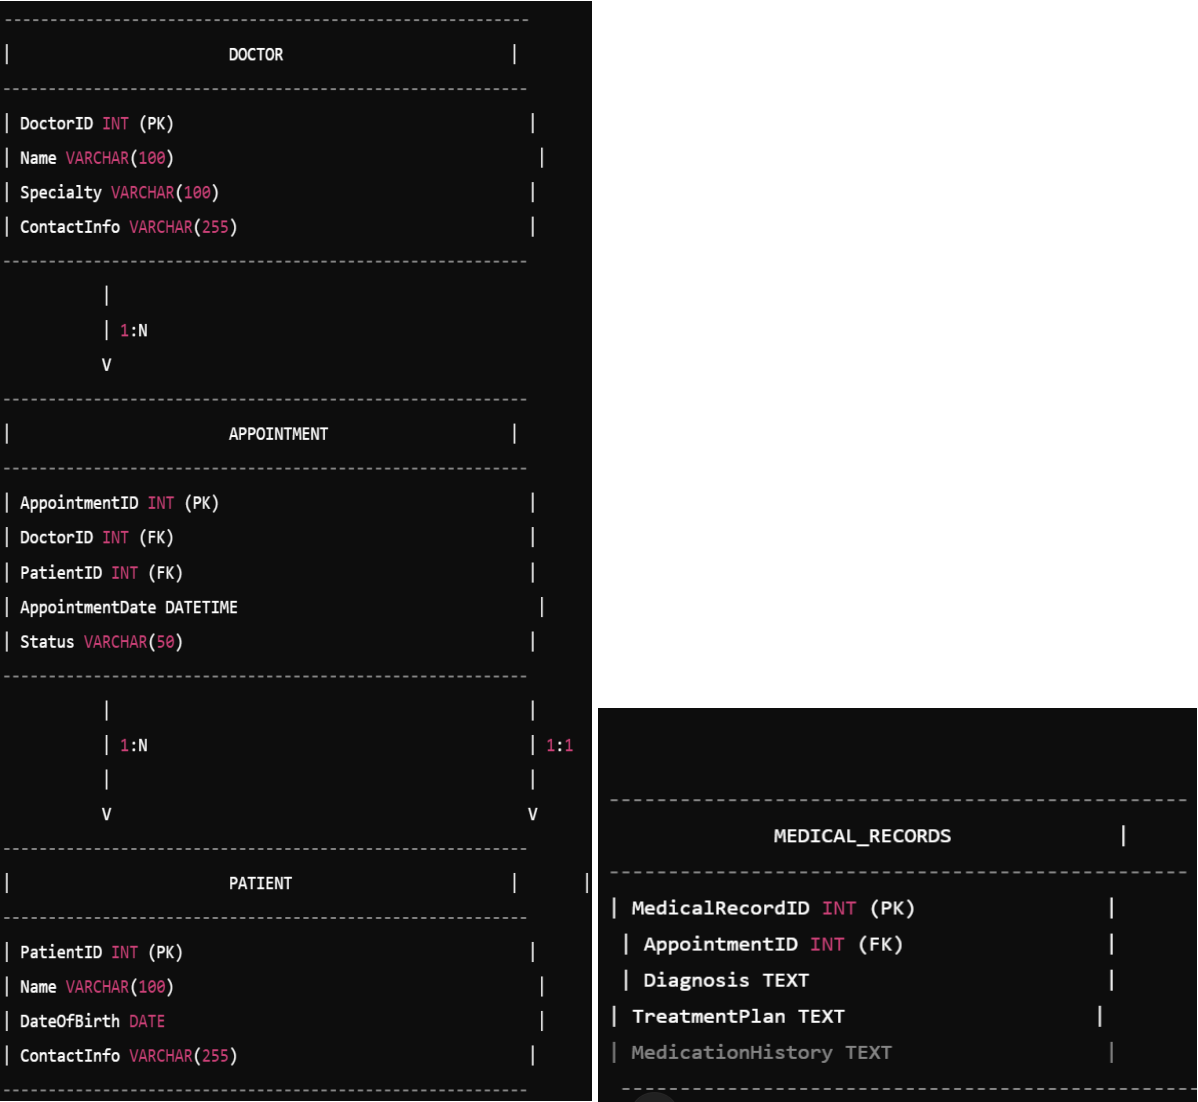 DOCTOR
DoctorID INT (PK)
Name VARCHAR(100)
Specialty VARCHAR(100)
ContactInfo VARCHAR(255)
1:N
V
APPOINTMENT
AppointmentID INT (PK)
DoctorID INT (FK)
PatientID INT (FK)
AppointmentDate DATETIME
Status VARCHAR(50)
1:N 1:1
V V
PATIENT
PatientID INT (PK)
Name VARCHAR(100)
DateOfBirth DATE
ContactInfo VARCHAR(255)
MEDICAL_RECORDS
MedicalRecordID INT (PK)
AppointmentID INT (FK)
Diagnosis TEXT
TreatmentPlan TEXT
MedicationHistory TEXT